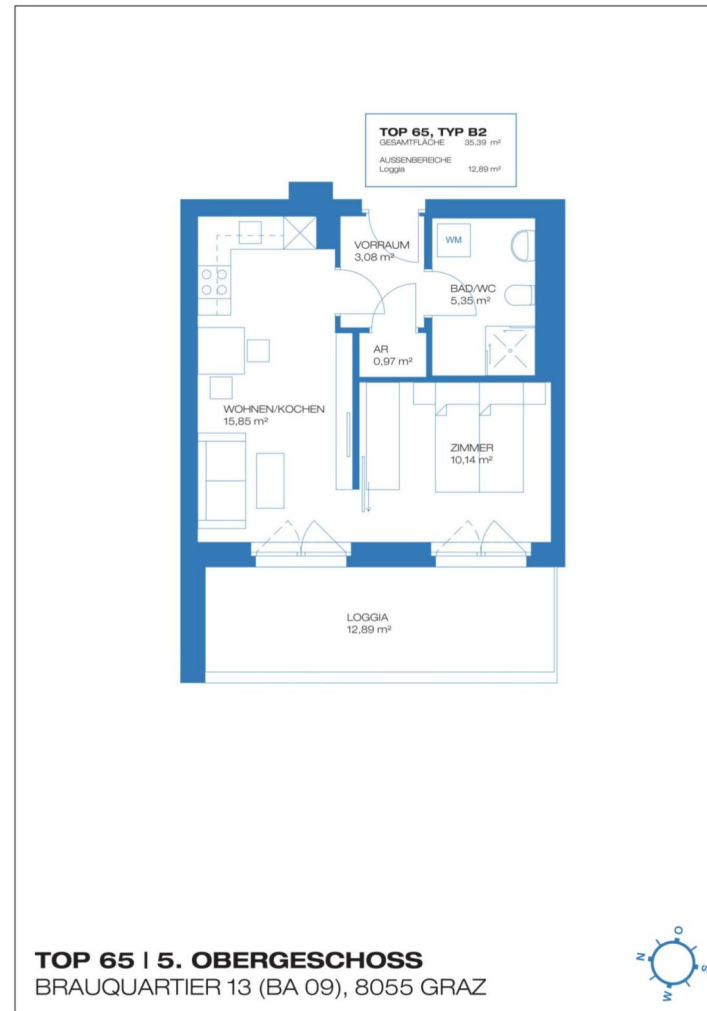 TOP 65, TYP B2
GESAMTFLÄCHE 35,39 m²
AUSSENBEREICHE
Loggia 12,89 m²
VORRAUM
3,08 m²
WM
BAD/WC
5,35 m²
AR
0,97 m²
WOHNEN/KOCHEN
15,85 m²
ZIMMER
10,14 m²
LOGGIA
12,89 m²
TOP 65 | 5. OBERGESCHOSS
BRAUQUARTIER 13 (BA 09), 8055 GRAZ
O
N
S
W